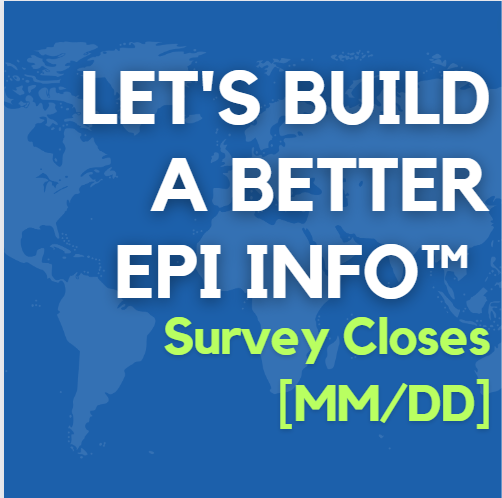 LET'S BUILD
A BETTER
EPI INFO™
Survey Closes
[MM/DD]